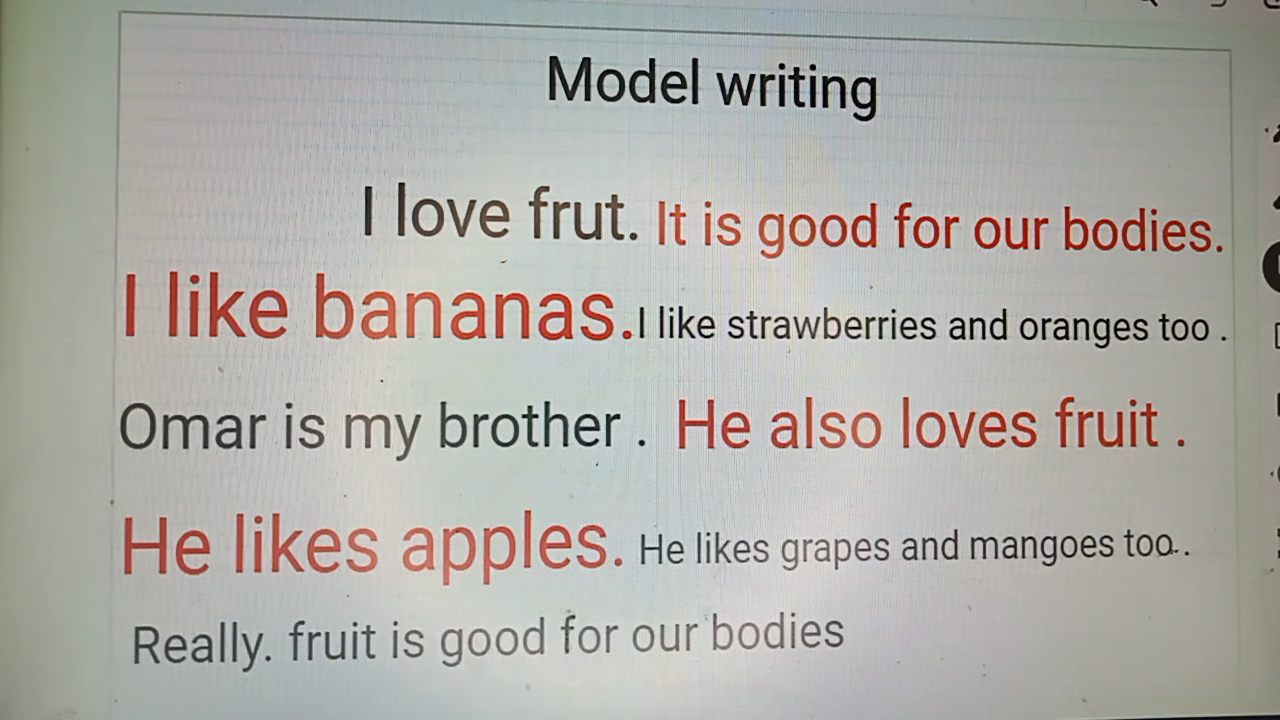 Model writing
I love frut. It is good for our bodies.
I like bananas. I like strawberries and oranges too .
Omar is my brother . He also loves fruit .
He likes apples. He likes grapes and mangoes too. .
Really. fruit is good for our bodies